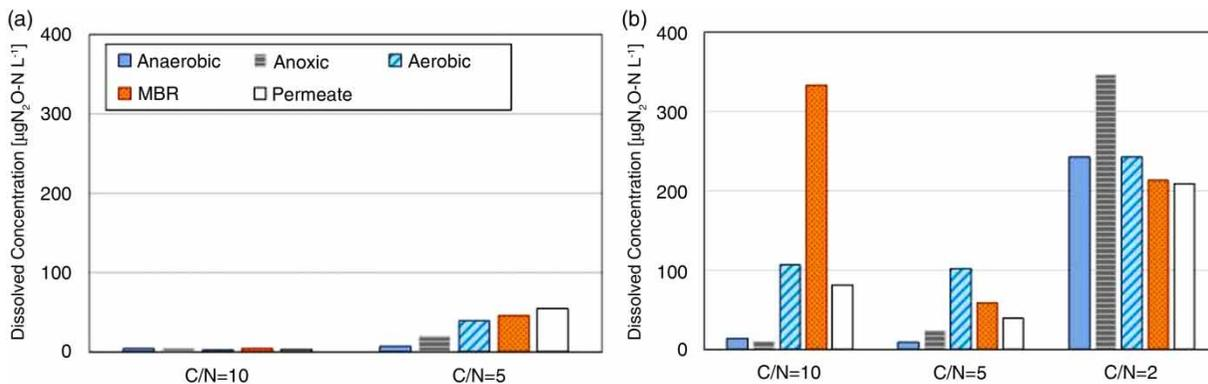 (a)
Dissolved Concentration [µgN₂O-N L⁻¹]
400
300
200
100
0
Anaerobic Anoxic Aerobic
MBR Permeate
C/N=10 C/N=5
(b)
Dissolved Concentration [µgN₂O-N L⁻¹]
400
300
200
100
0
C/N=10 C/N=5 C/N=2